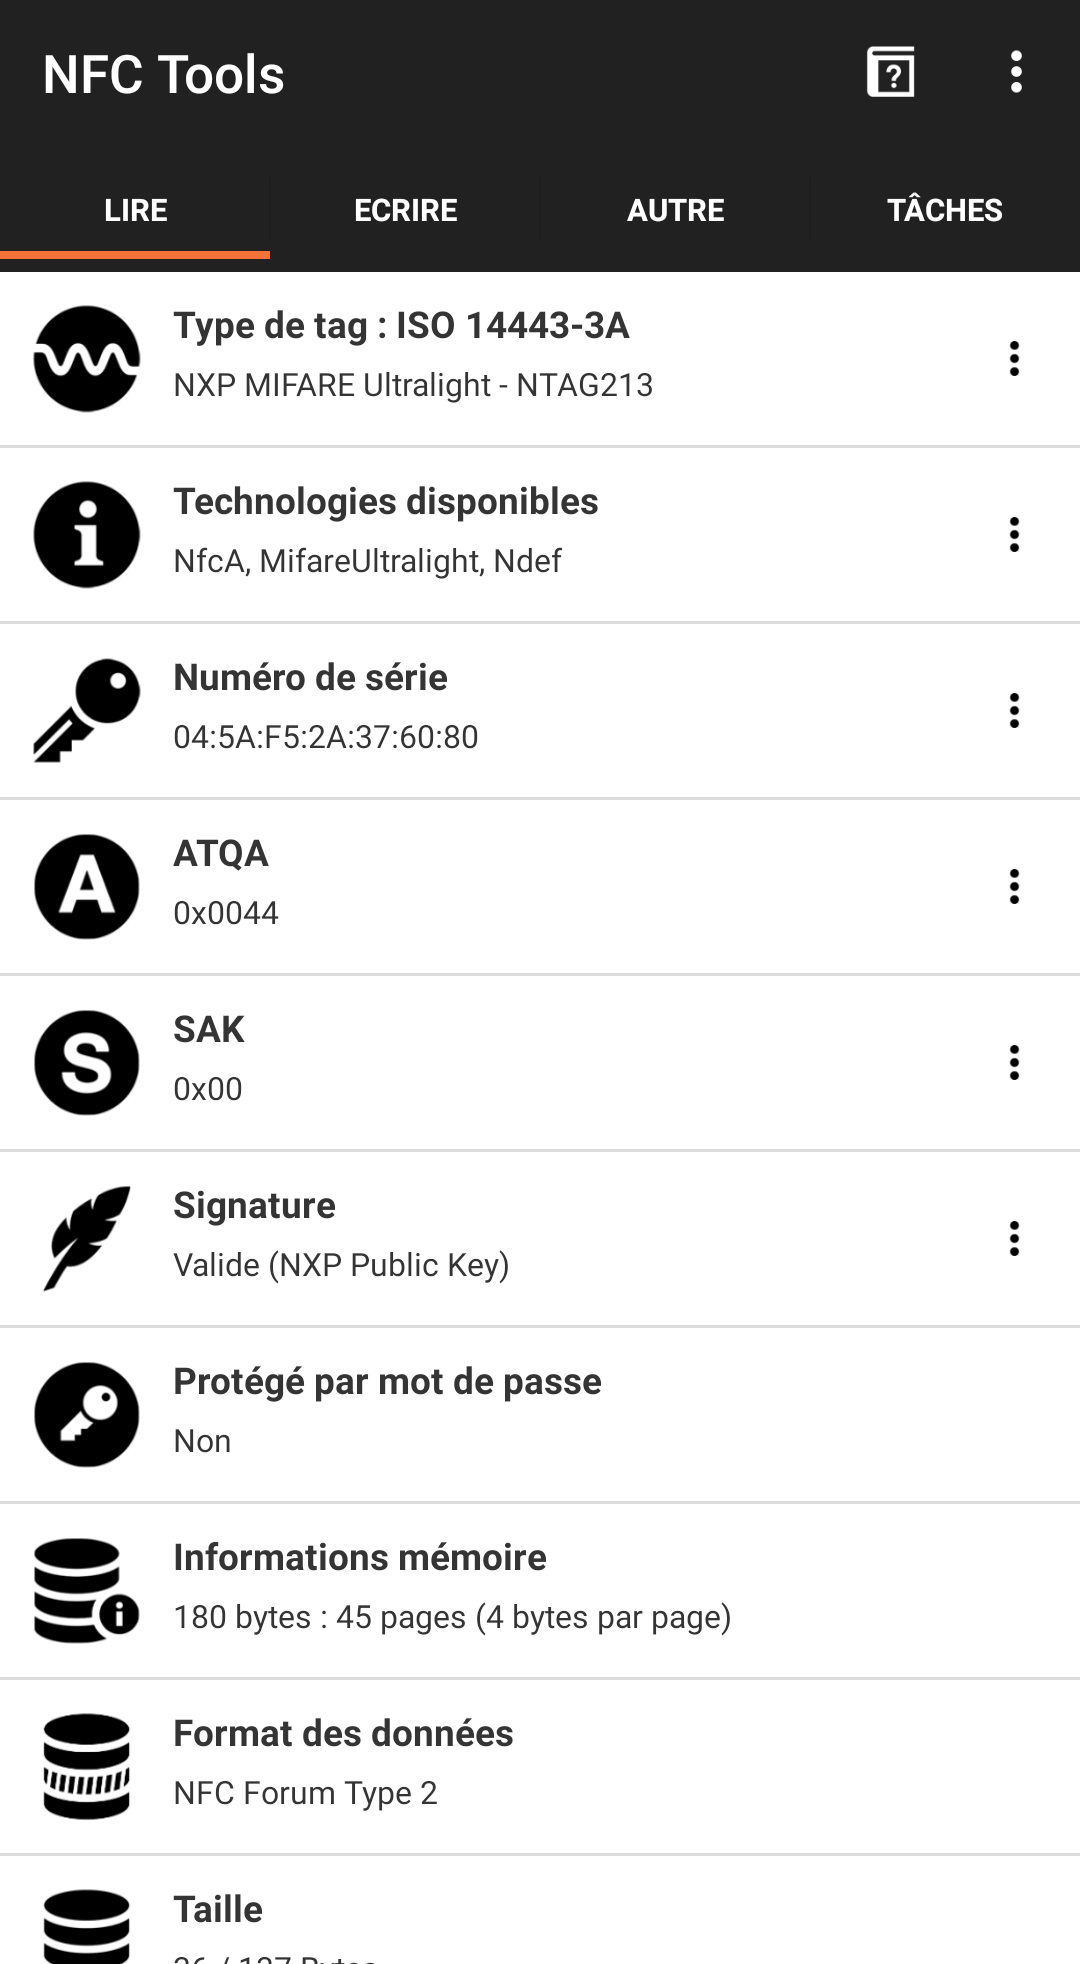 NFC Tools
LIRE
ECRIRE
AUTRE
TÂCHES
Type de tag : ISO 14443-3A
NXP MIFARE Ultralight - NTAG213
Technologies disponibles
NfcA, MifareUltralight, Ndef
Numéro de série
04:5A:F5:2A:37:60:80
A
ATQA
0x0044
S
SAK
0x00
Signature
Valide (NXP Public Key)
Protégé par mot de passe
Non
Informations mémoire
180 bytes : 45 pages (4 bytes par page)
Format des données
NFC Forum Type 2
Taille